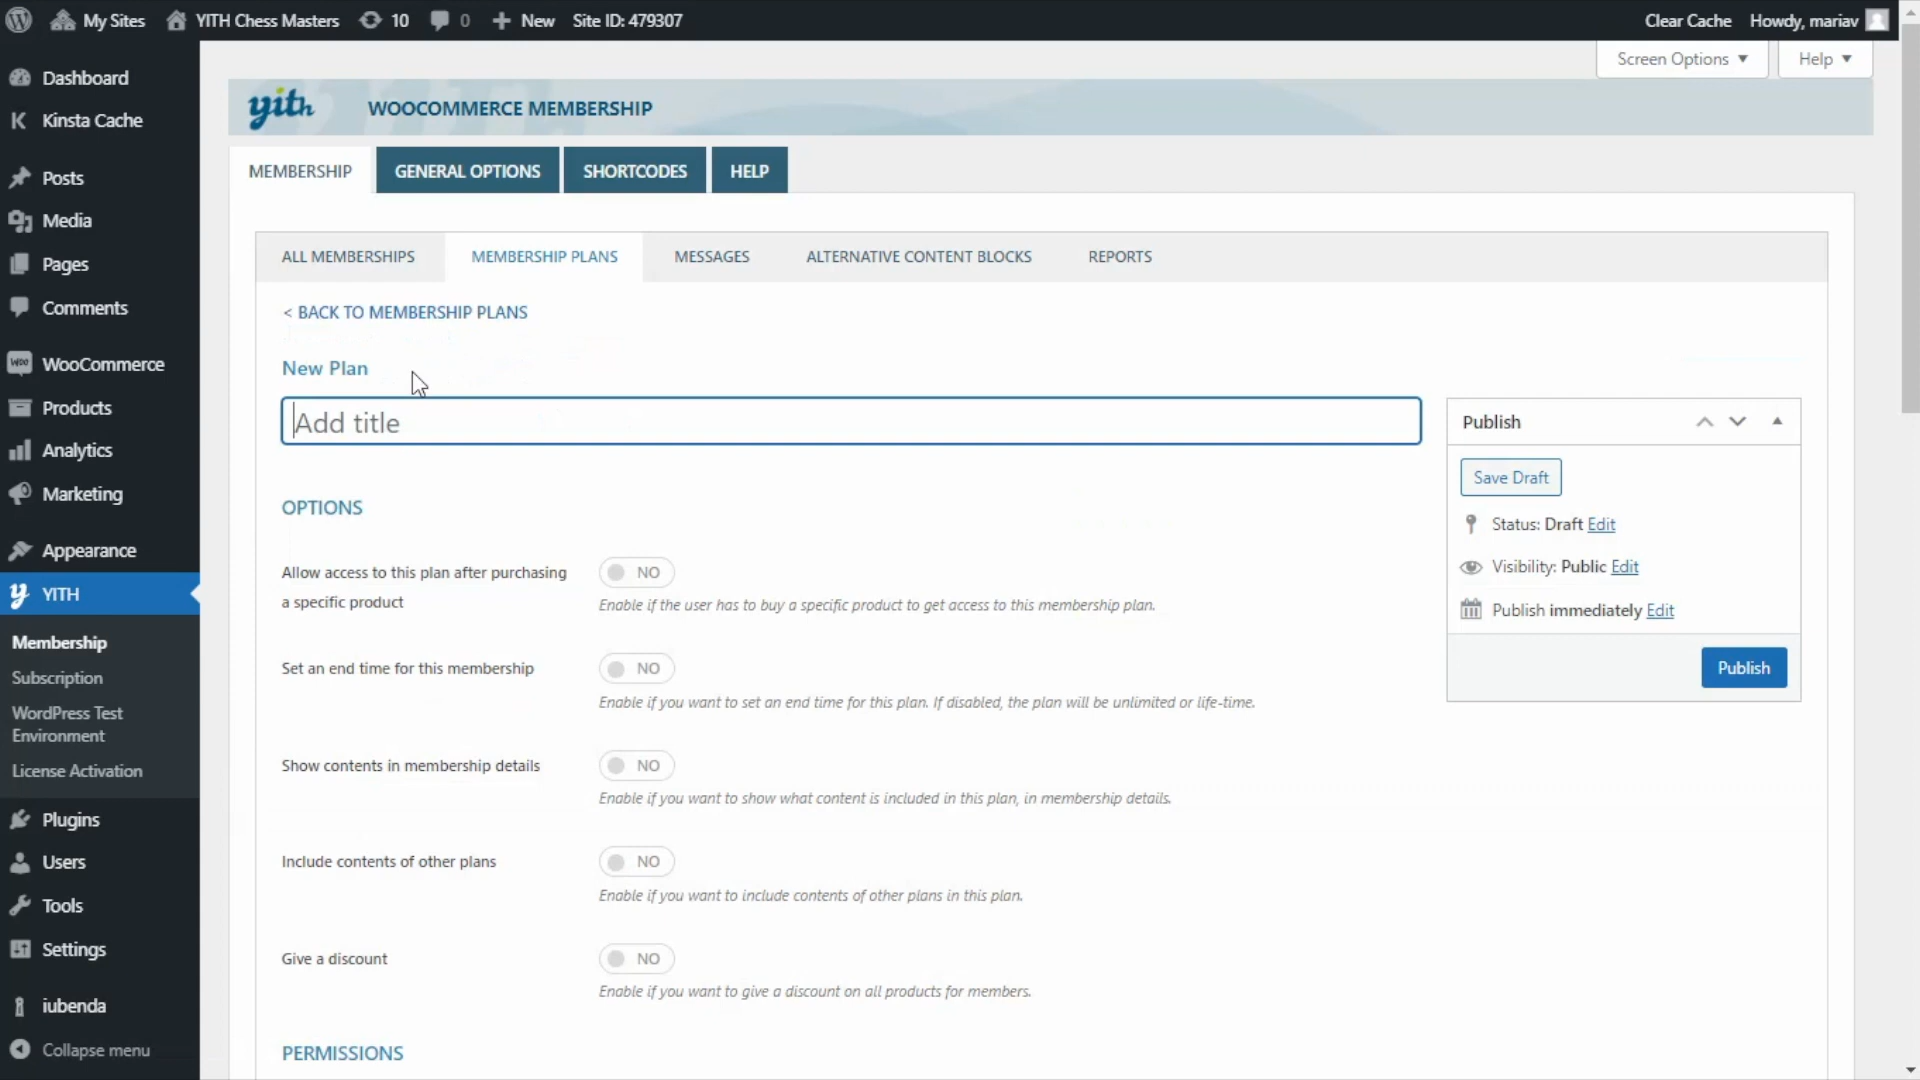 My Sites
YITH Chess Masters
10
0
New
Site ID: 479307
Clear Cache
Howdy, mariav
Dashboard
Kinsta Cache
Posts
Media
Pages
Comments
WooCommerce
Products
Analytics
Marketing
Appearance
YITH
Membership
Subscription
WordPress Test
Environment
License Activation
Plugins
Users
Tools
Settings
iubenda
Collapse menu
Screen Options
Help
yith
WOOCOMMERCE MEMBERSHIP
MEMBERSHIP
GENERAL OPTIONS
SHORTCODES
HELP
ALL MEMBERSHIPS
MEMBERSHIP PLANS
MESSAGES
ALTERNATIVE CONTENT BLOCKS
REPORTS
< BACK TO MEMBERSHIP PLANS
New Plan
Add title
OPTIONS
Allow access to this plan after purchasing
a specific product
NO
Enable if the user has to buy a specific product to get access to this membership plan.
Set an end time for this membership
NO
Enable if you want to set an end time for this plan. If disabled, the plan will be unlimited or life-time.
Show contents in membership details
NO
Enable if you want to show what content is included in this plan, in membership details.
Include contents of other plans
NO
Enable if you want to include contents of other plans in this plan.
Give a discount
NO
Enable if you want to give a discount on all products for members.
PERMISSIONS
Publish
Save Draft
Status: Draft Edit
Visibility: Public Edit
Publish immediately Edit
Publish